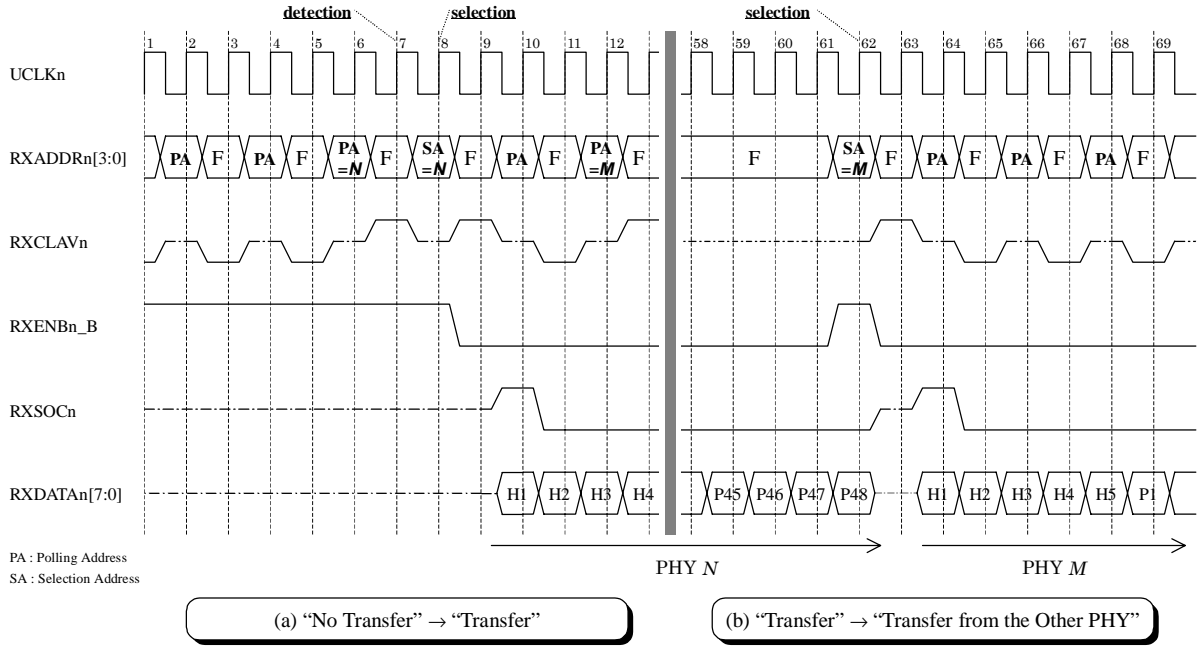 detection selection selection
1 2 3 4 5 6 7 8 9 10 11 12 58 59 60 61 62 63 64 65 66 67 68 69
UCLKn
RXADDRn[3:0] PA F PA F PA =N F SA =N F PA F PA =M F F SA =M F PA F PA F PA F
RXCLAVn
RXENBn_B
RXSOCn
RXDATAn[7:0] H1 H2 H3 H4 P45 P46 P47 P48 H1 H2 H3 H4 H5 P1
PA : Polling Address
SA : Selection Address
PHY N PHY M
(a) “No Transfer” → “Transfer” (b) “Transfer” → “Transfer from the Other PHY”